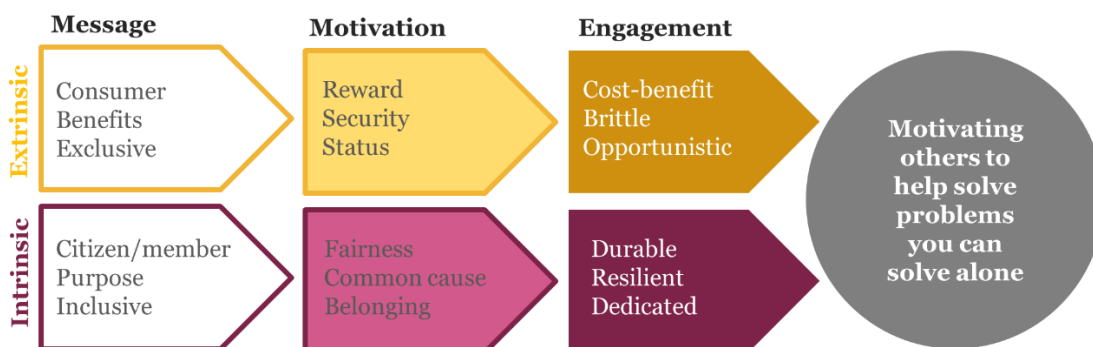 Message
Motivation
Engagement
Extrinsic
Consumer
Benefits
Exclusive
Reward
Security
Status
Cost-benefit
Brittle
Opportunistic
Intrinsic
Citizen/member
Purpose
Inclusive
Fairness
Common cause
Belonging
Durable
Resilient
Dedicated
Motivating
others to
help solve
problems
you can
solve alone